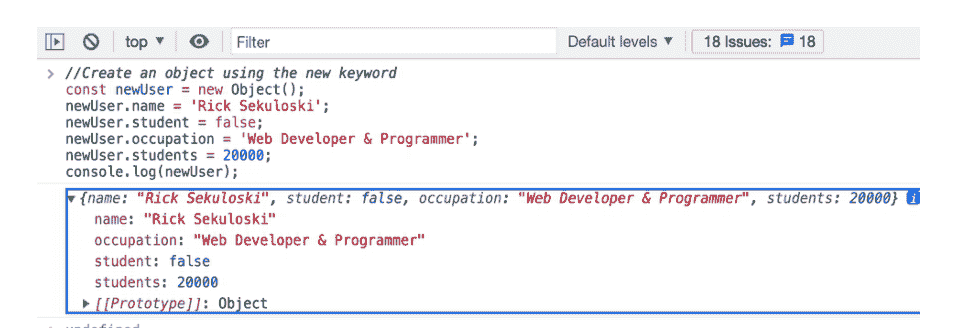 top ▼ Filter Default levels ▼ 18 Issues: 18
> //Create an object using the new keyword
const newUser = new Object();
newUser.name = 'Rick Sekuloski';
newUser.student = false;
newUser.occupation = 'Web Developer & Programmer';
newUser.students = 20000;
console.log(newUser);
▼ {name: "Rick Sekuloski", student: false, occupation: "Web Developer & Programmer", students: 20000} i
name: "Rick Sekuloski"
occupation: "Web Developer & Programmer"
student: false
students: 20000
▶ [[Prototype]]: Object
undefined